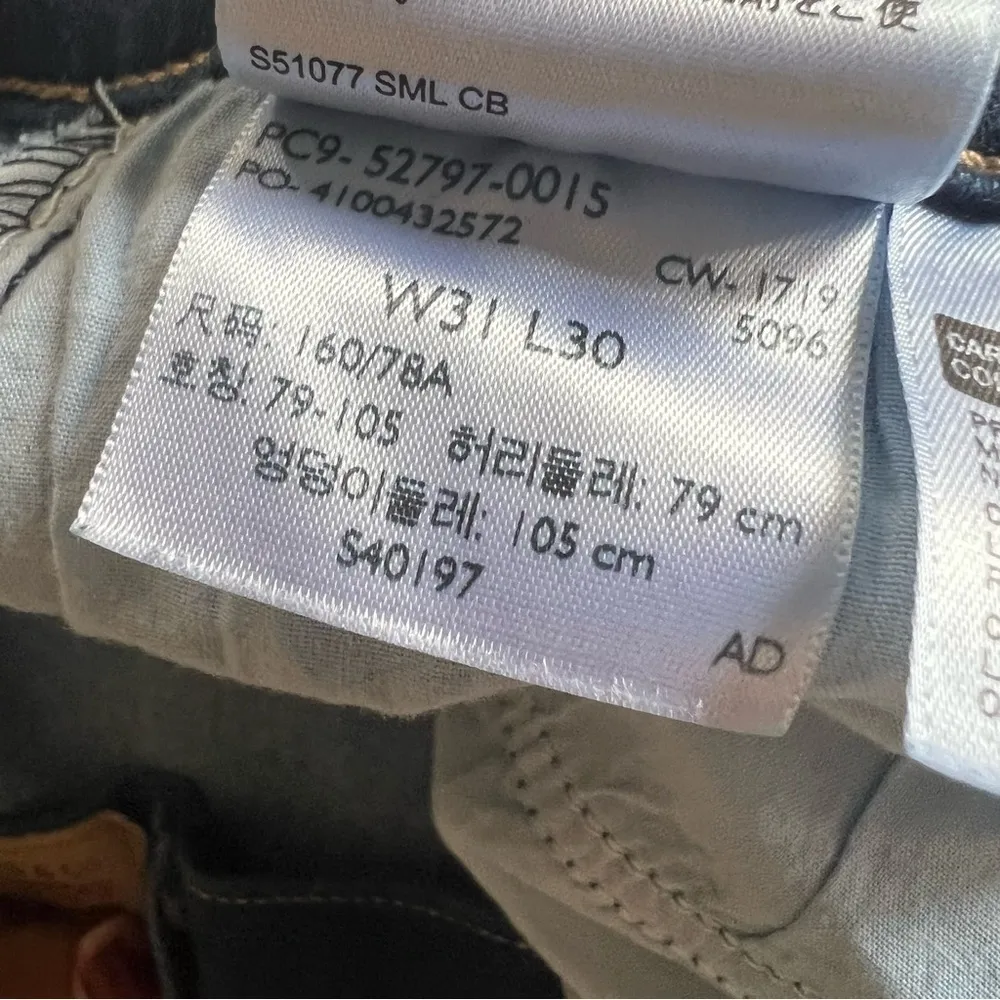 S51077 SML CB
PC9- 52797-0015
PO- 4100432572
CW- 1719
5096
W31 L30
尺码: 160/78A
호칭: 79-105 허리둘레: 79 cm
엉덩이둘레: 105 cm
S40197
AD